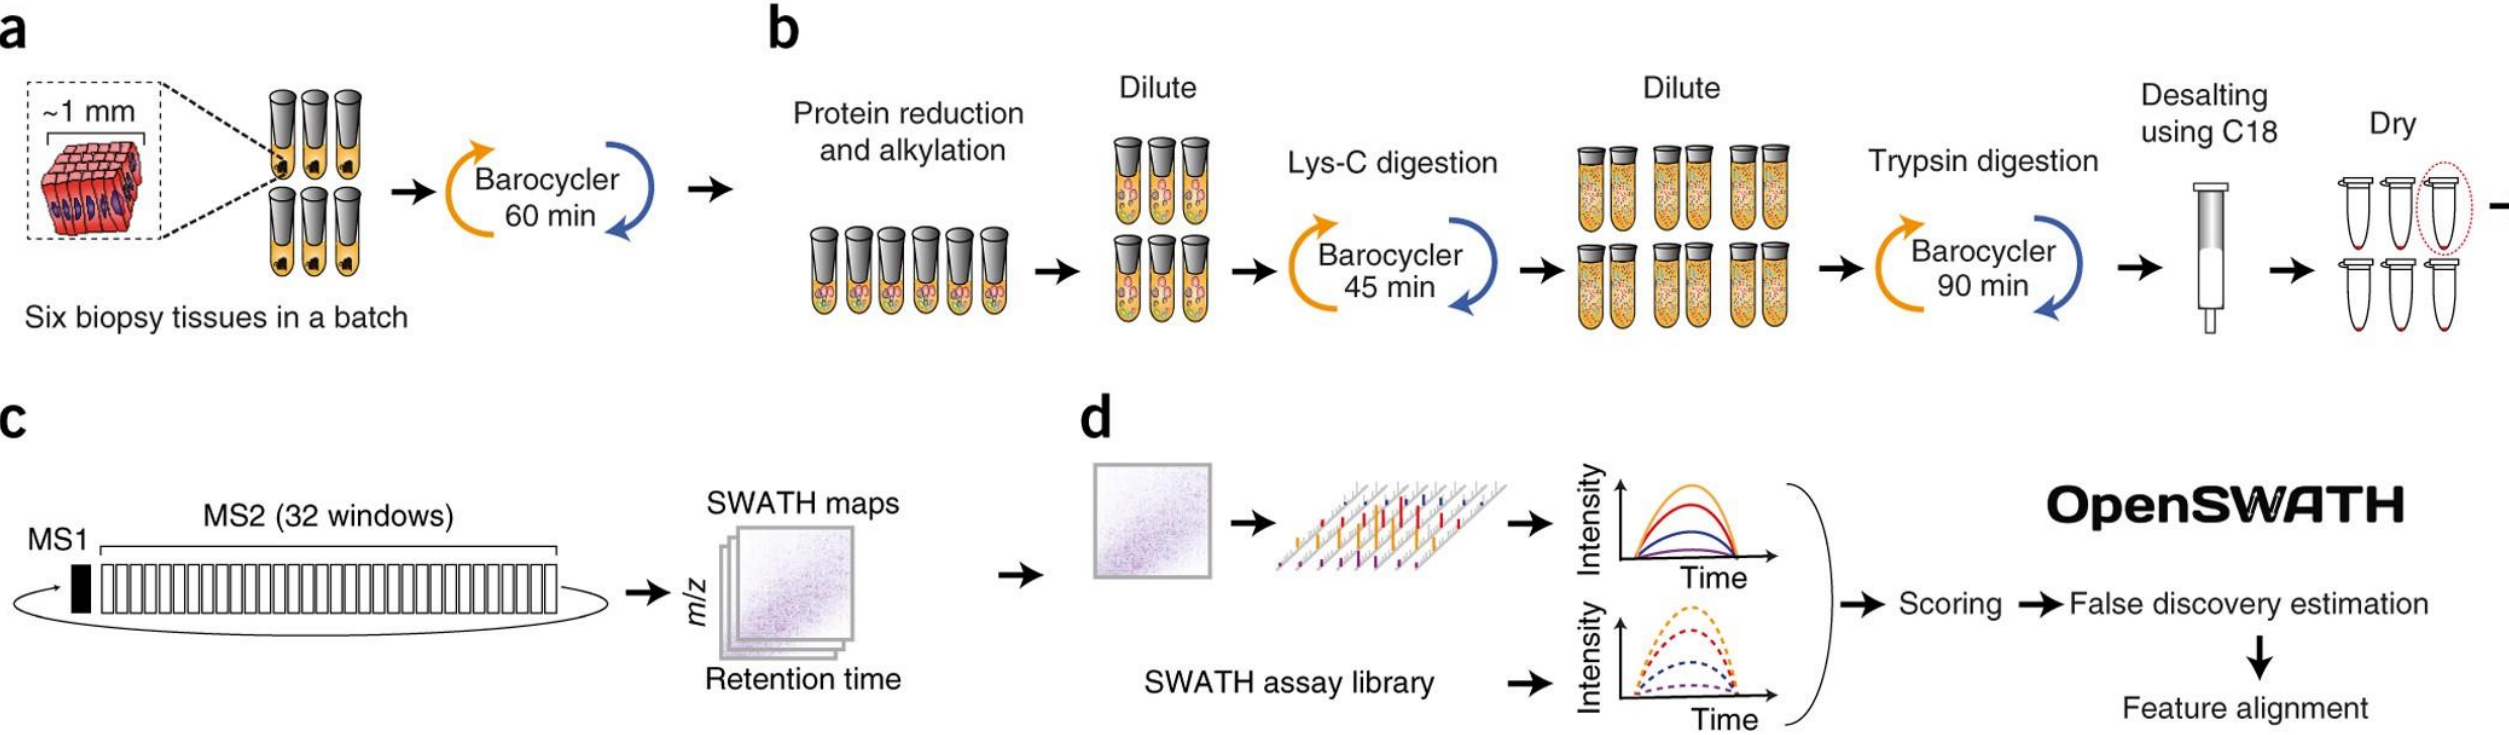 a
~1 mm
Six biopsy tissues in a batch
Barocycler
60 min
b
Protein reduction
and alkylation
Dilute
Lys-C digestion
Barocycler
45 min
Dilute
Trypsin digestion
Barocycler
90 min
Desalting
using C18
Dry
c
MS1
MS2 (32 windows)
SWATH maps
m/z
Retention time
d
Intensity
Time
SWATH assay library
Intensity
Time
OpenSWATH
Scoring
False discovery estimation
Feature alignment